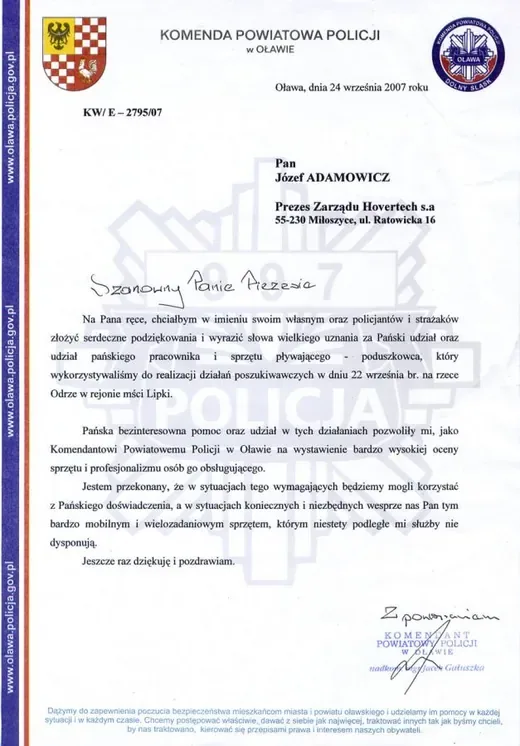 KOMENDA POWIATOWA POLICJI
w OŁAWIE
KOMENDA POWIATOWA POLICJI
OŁAWA
DOLNY ŚLĄSK
Oława, dnia 24 września 2007 roku
KW/ E – 2795/07
Pan
Józef ADAMOWICZ
Prezes Zarządu Hovertech s.a
55-230 Miłoszyce, ul. Ratowicka 16
997
POLICJA
Szanowny Panie Prezesie
Na Pana ręce, chciałbym w imieniu swoim własnym oraz policjantów i strażaków
złożyć serdeczne podziękowania i wyrazić słowa wielkiego uznania za Pański udział oraz
udział pańskiego pracownika i sprzętu pływającego - poduszkowca, który
wykorzystywaliśmy do realizacji działań poszukiwawczych w dniu 22 września br. na rzece
Odrze w rejonie mści Lipki.
Pańska bezinteresowna pomoc oraz udział w tych działaniach pozwoliły mi, jako
Komendantowi Powiatowemu Policji w Oławie na wystawienie bardzo wysokiej oceny
sprzętu i profesjonalizmu osób go obsługującego.
Jestem przekonany, że w sytuacjach tego wymagających będziemy mogli korzystać
z Pańskiego doświadczenia, a w sytuacjach koniecznych i niezbędnych wesprze nas Pan tym
bardzo mobilnym i wielozadaniowym sprzętem, którym niestety podległe mi służby nie
dysponują.
Jeszcze raz dziękuję i pozdrawiam.
Z poważaniem
KOMENDANT
POWIATOWY POLICJI
W OŁAWIE
nadkom. mgr Jacek Gałuszka
Dążymy do zapewnienia poczucia bezpieczeństwa mieszkańcom miasta i powiatu oławskiego i udzielamy im pomocy w każdej
sytuacji i w każdym czasie. Chcemy postępować właściwie, dawać z siebie jak najwięcej, traktować innych tak jak byśmy chcieli,
by nas traktowano, kierować się przepisami prawa i interesem naszych obywateli.
www.olawa.policja.gov.pl
www.olawa.policja.gov.pl
www.olawa.policja.gov.pl